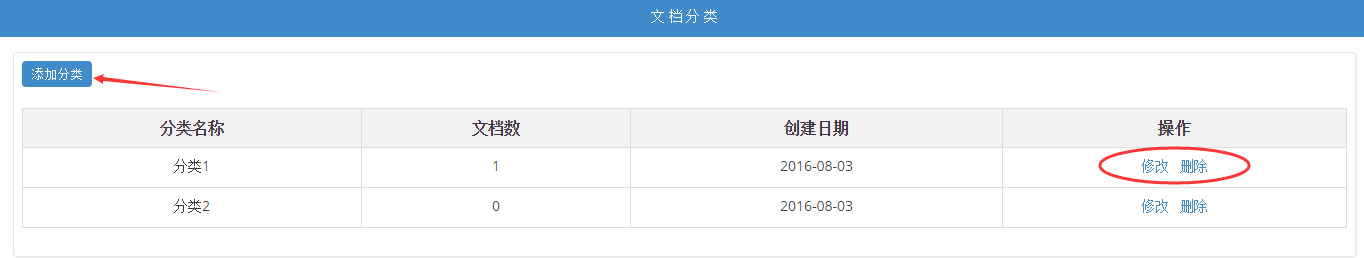 文档分类
添加分类
分类名称 文档数 创建日期 操作
分类1 1 2016-08-03 修改 删除
分类2 0 2016-08-03 修改 删除